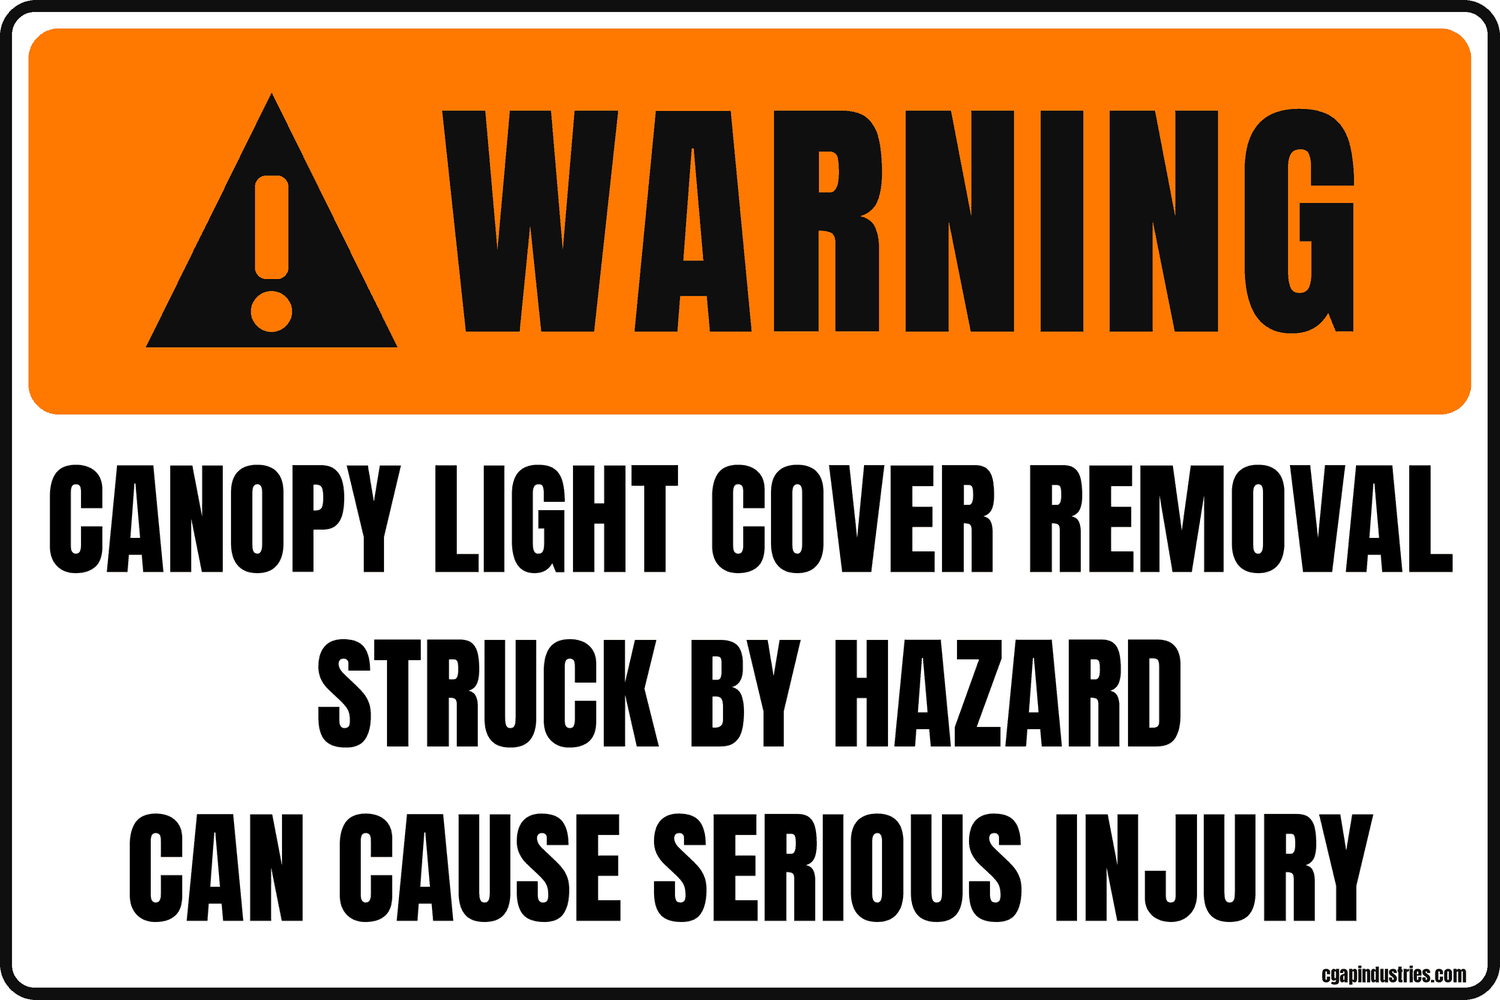 WARNING
CANOPY LIGHT COVER REMOVAL
STRUCK BY HAZARD
CAN CAUSE SERIOUS INJURY
cgapindustries.com